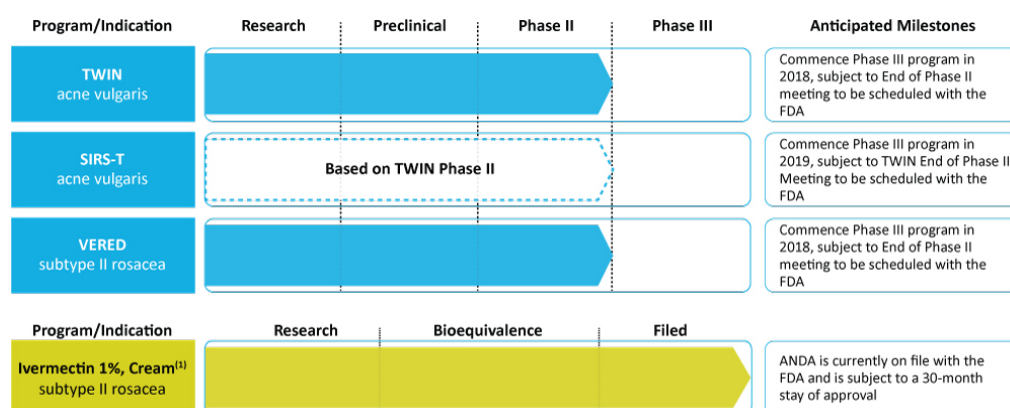 Program/Indication Research Preclinical Phase II Phase III Anticipated Milestones
TWIN
acne vulgaris
Commence Phase III program in
2018, subject to End of Phase II
meeting to be scheduled with the
FDA
SIRS-T
acne vulgaris
Based on TWIN Phase II
Commence Phase III program in
2019, subject to TWIN End of Phase II
Meeting to be scheduled with the
FDA
VERED
subtype II rosacea
Commence Phase III program in
2018, subject to End of Phase II
meeting to be scheduled with the
FDA
Program/Indication Research Bioequivalence Filed
Ivermectin 1%, Cream(1)
subtype II rosacea
ANDA is currently on file with the
FDA and is subject to a 30-month
stay of approval